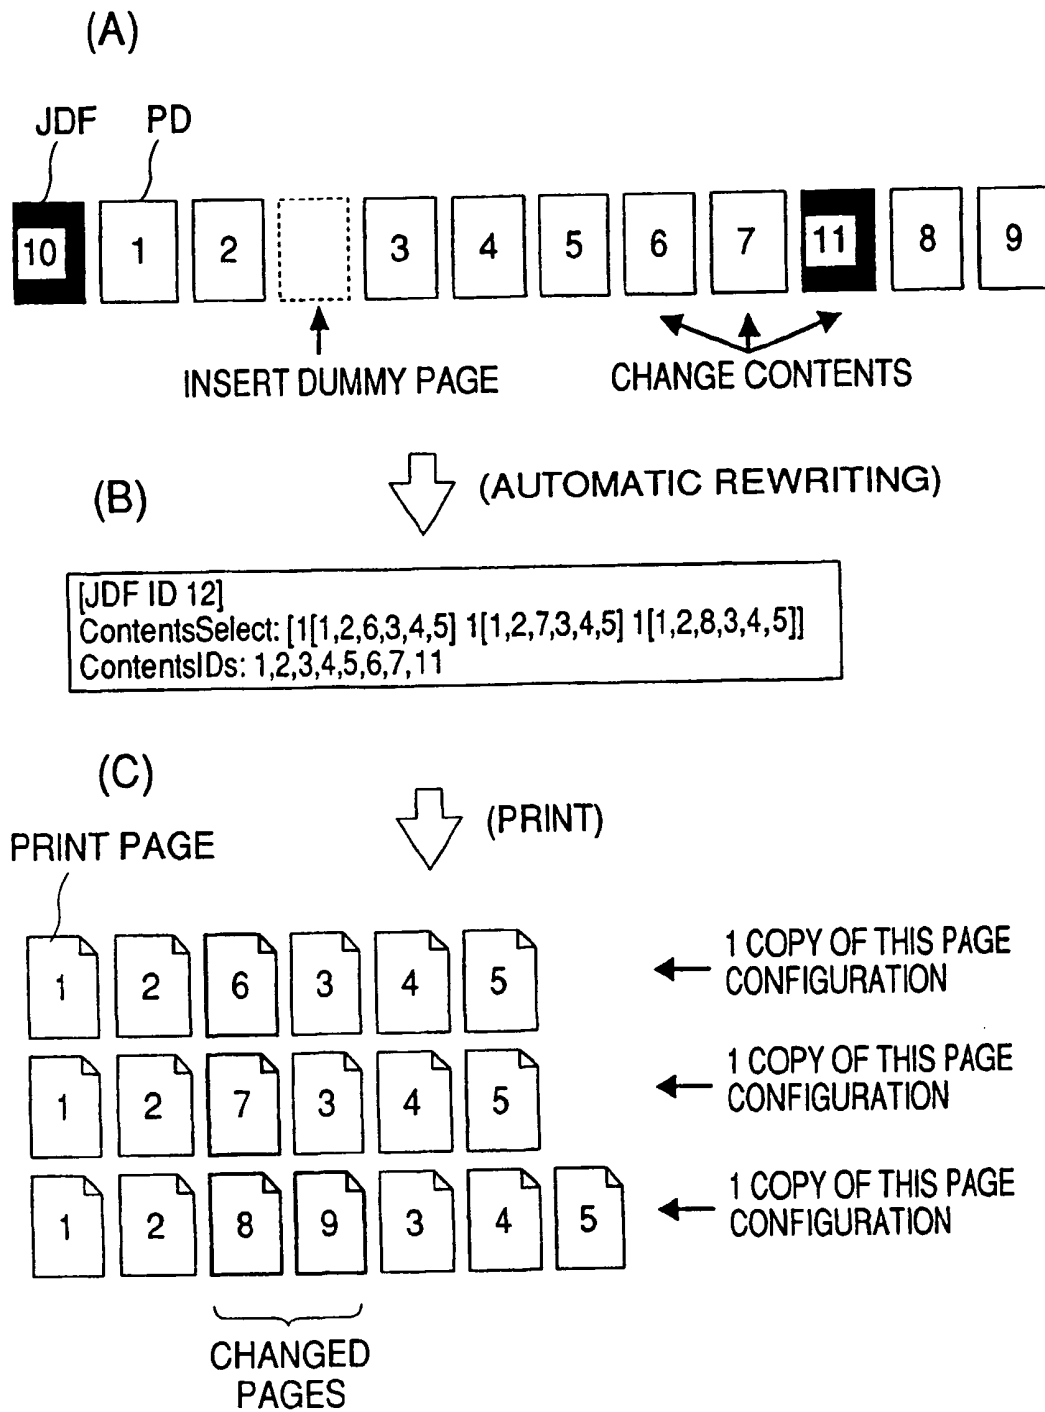 (A)
JDF PD
10 1 2 3 4 5 6 7 11 8 9
INSERT DUMMY PAGE
CHANGE CONTENTS
(AUTOMATIC REWRITING)
(B)
[JDF ID 12]
ContentsSelect: [1[1,2,6,3,4,5] 1[1,2,7,3,4,5] 1[1,2,8,3,4,5]]
ContentsIDs: 1,2,3,4,5,6,7,11
(C)
(PRINT)
PRINT PAGE
1 2 6 3 4 5
1 COPY OF THIS PAGE
CONFIGURATION
1 2 7 3 4 5
1 COPY OF THIS PAGE
CONFIGURATION
1 2 8 9 3 4 5
1 COPY OF THIS PAGE
CONFIGURATION
CHANGED
PAGES